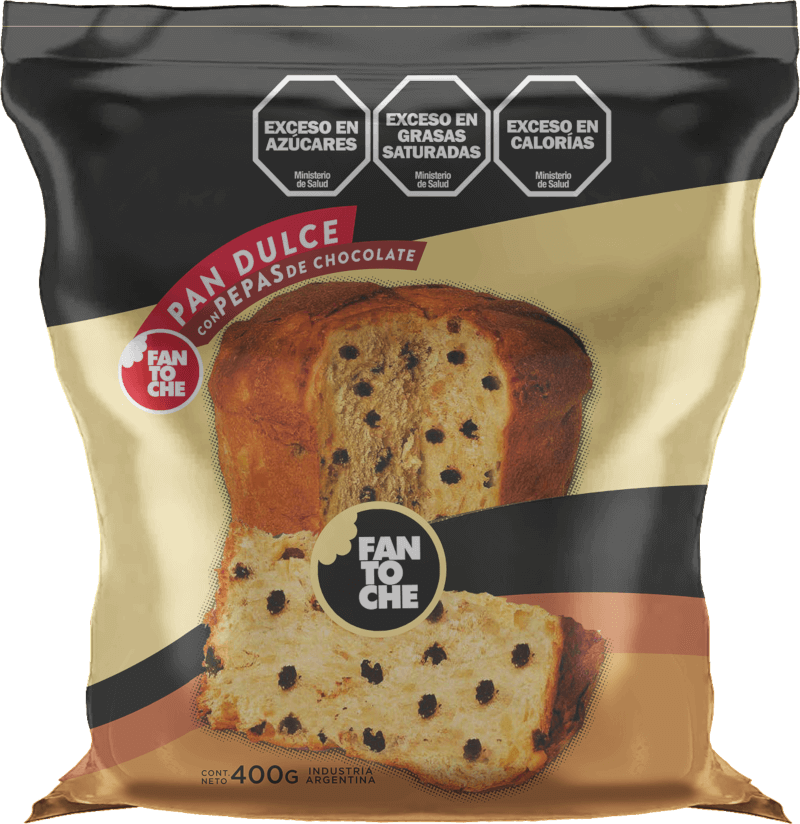 EXCESO EN
AZÚCARES
Ministerio
de Salud
EXCESO EN
GRASAS
SATURADAS
Ministerio
de Salud
EXCESO EN
CALORÍAS
Ministerio
de Salud
PAN DULCE
CON PEPAS DE CHOCOLATE
FAN
TO
CHE
FAN
TO
CHE
CONT.
NETO
400G
INDUSTRIA
ARGENTINA